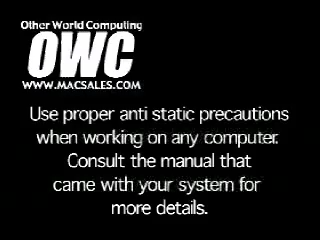 Other World Computing
OWC
WWW.MACSALES.COM
Use proper anti static precautions
when working on any computer.
Consult the manual that
came with your system for
more details.